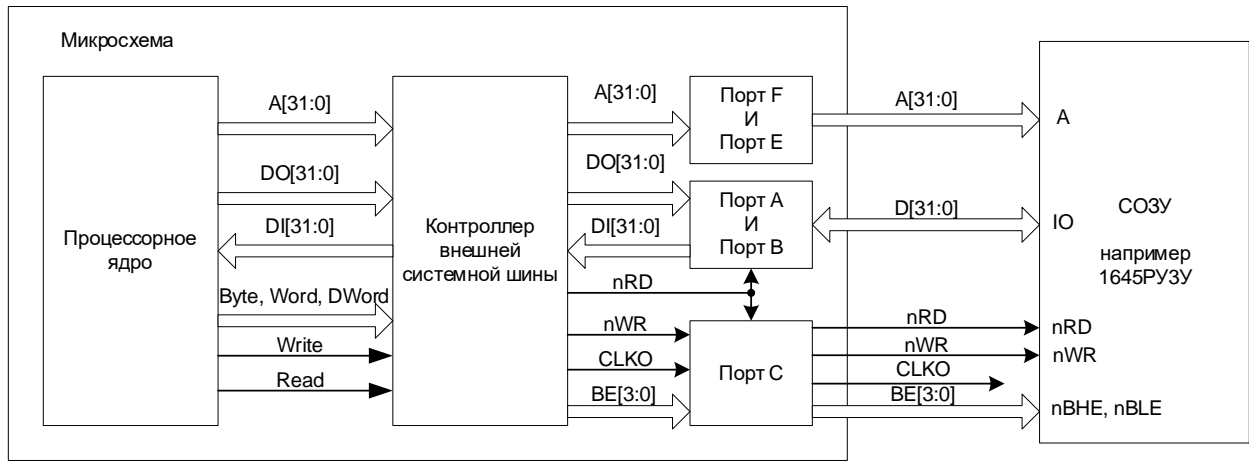 Микросхема
Процессорное
ядро
A[31:0]
DO[31:0]
DI[31:0]
Byte, Word, DWord
Write
Read
Контроллер
внешней
системной шины
A[31:0]
DO[31:0]
DI[31:0]
nRD
nWR
CLKO
BE[3:0]
Порт F
И
Порт E
Порт A
И
Порт B
Порт C
A[31:0]
D[31:0]
nRD
nWR
CLKO
BE[3:0]
A
IO
nRD
nWR
nBHE, nBLE
СОЗУ
например
1645РУ3У